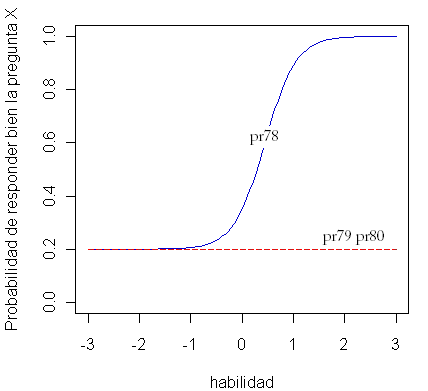 Probabilidad de responder bien la pregunta X
1.0
0.8
0.6
0.4
0.2
0.0
pr78
pr79 pr80
-3 -2 -1 0 1 2 3
habilidad